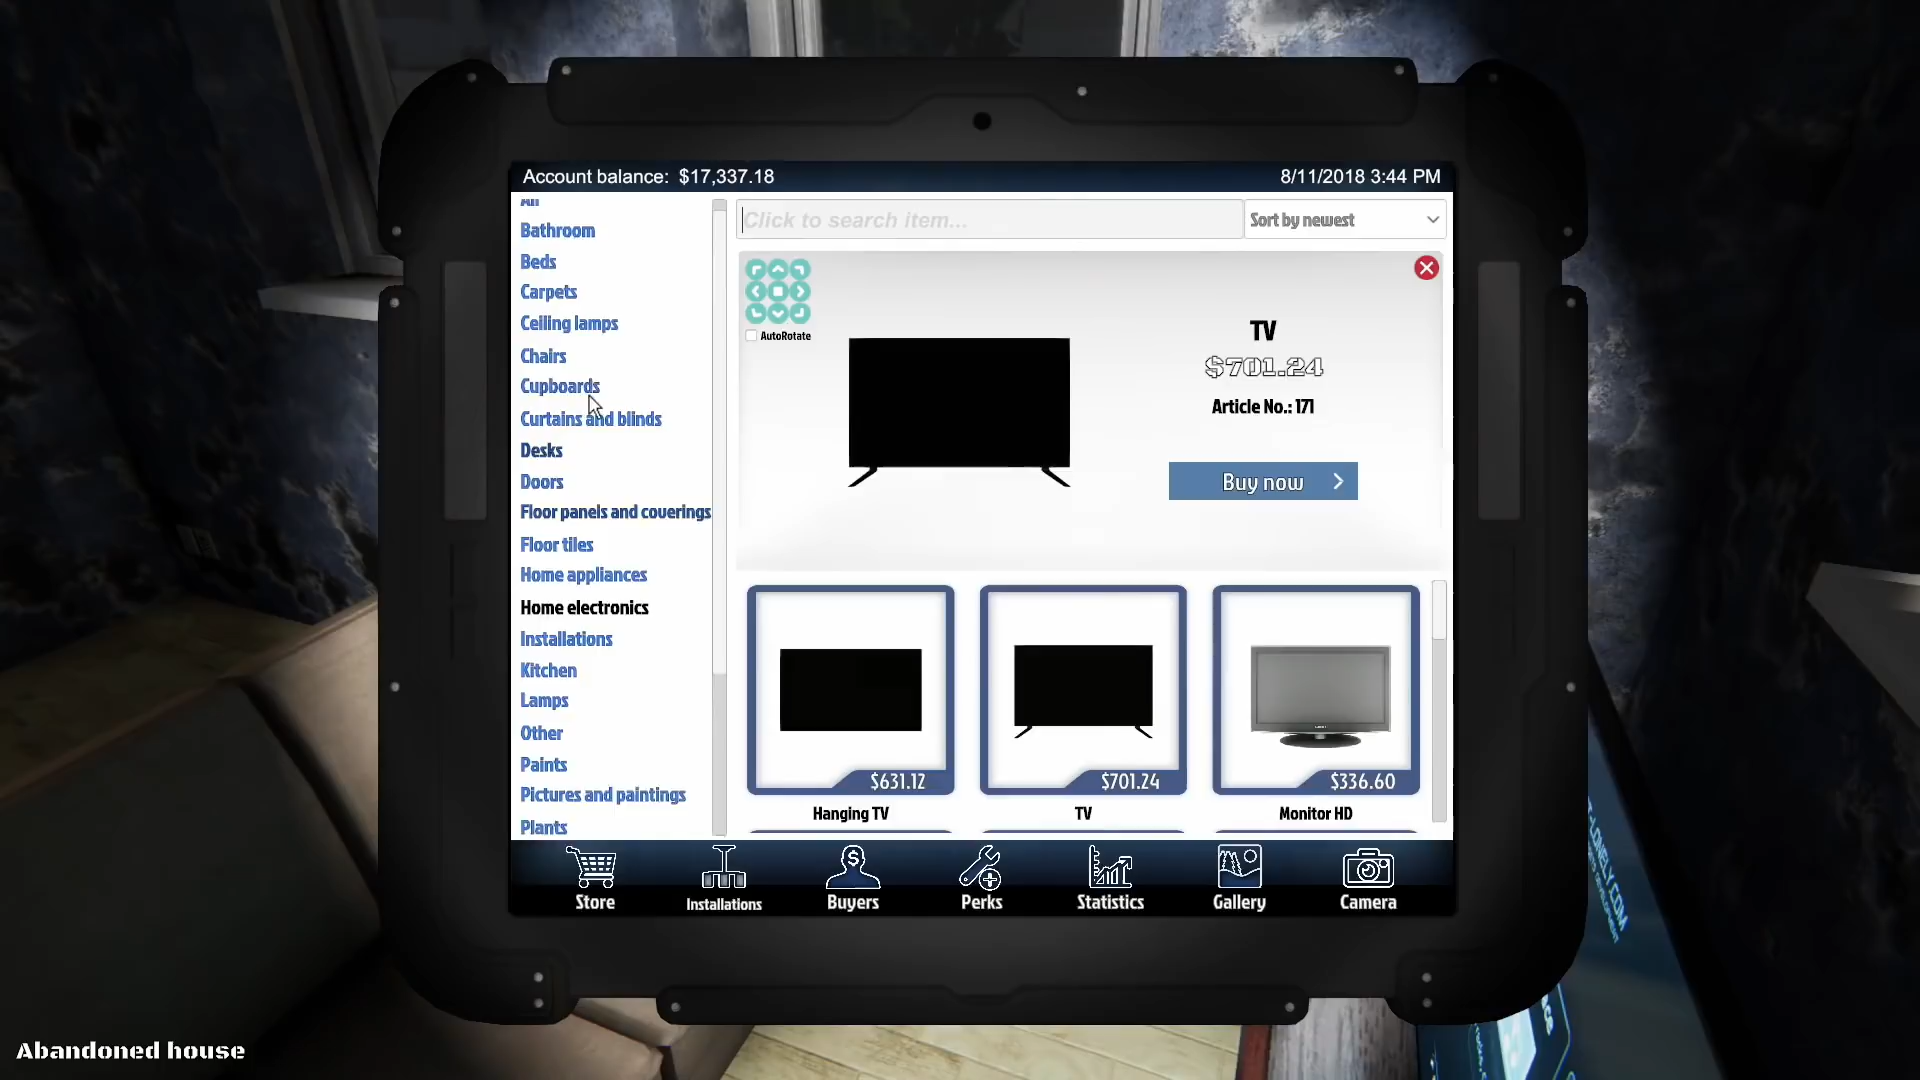 Account balance: $17,337.18
8/11/2018 3:44 PM
All
Bathroom
Beds
Carpets
Ceiling lamps
Chairs
Cupboards
Curtains and blinds
Desks
Doors
Floor panels and coverings
Floor tiles
Home appliances
Home electronics
Installations
Kitchen
Lamps
Other
Paints
Pictures and paintings
Plants
Click to search item...
Sort by newest
AutoRotate
TV
$701.24
Article No.: 171
Buy now
$631.12
$701.24
$336.60
Hanging TV
TV
Monitor HD
Store
Installations
Buyers
Perks
Statistics
Gallery
Camera
Abandoned house